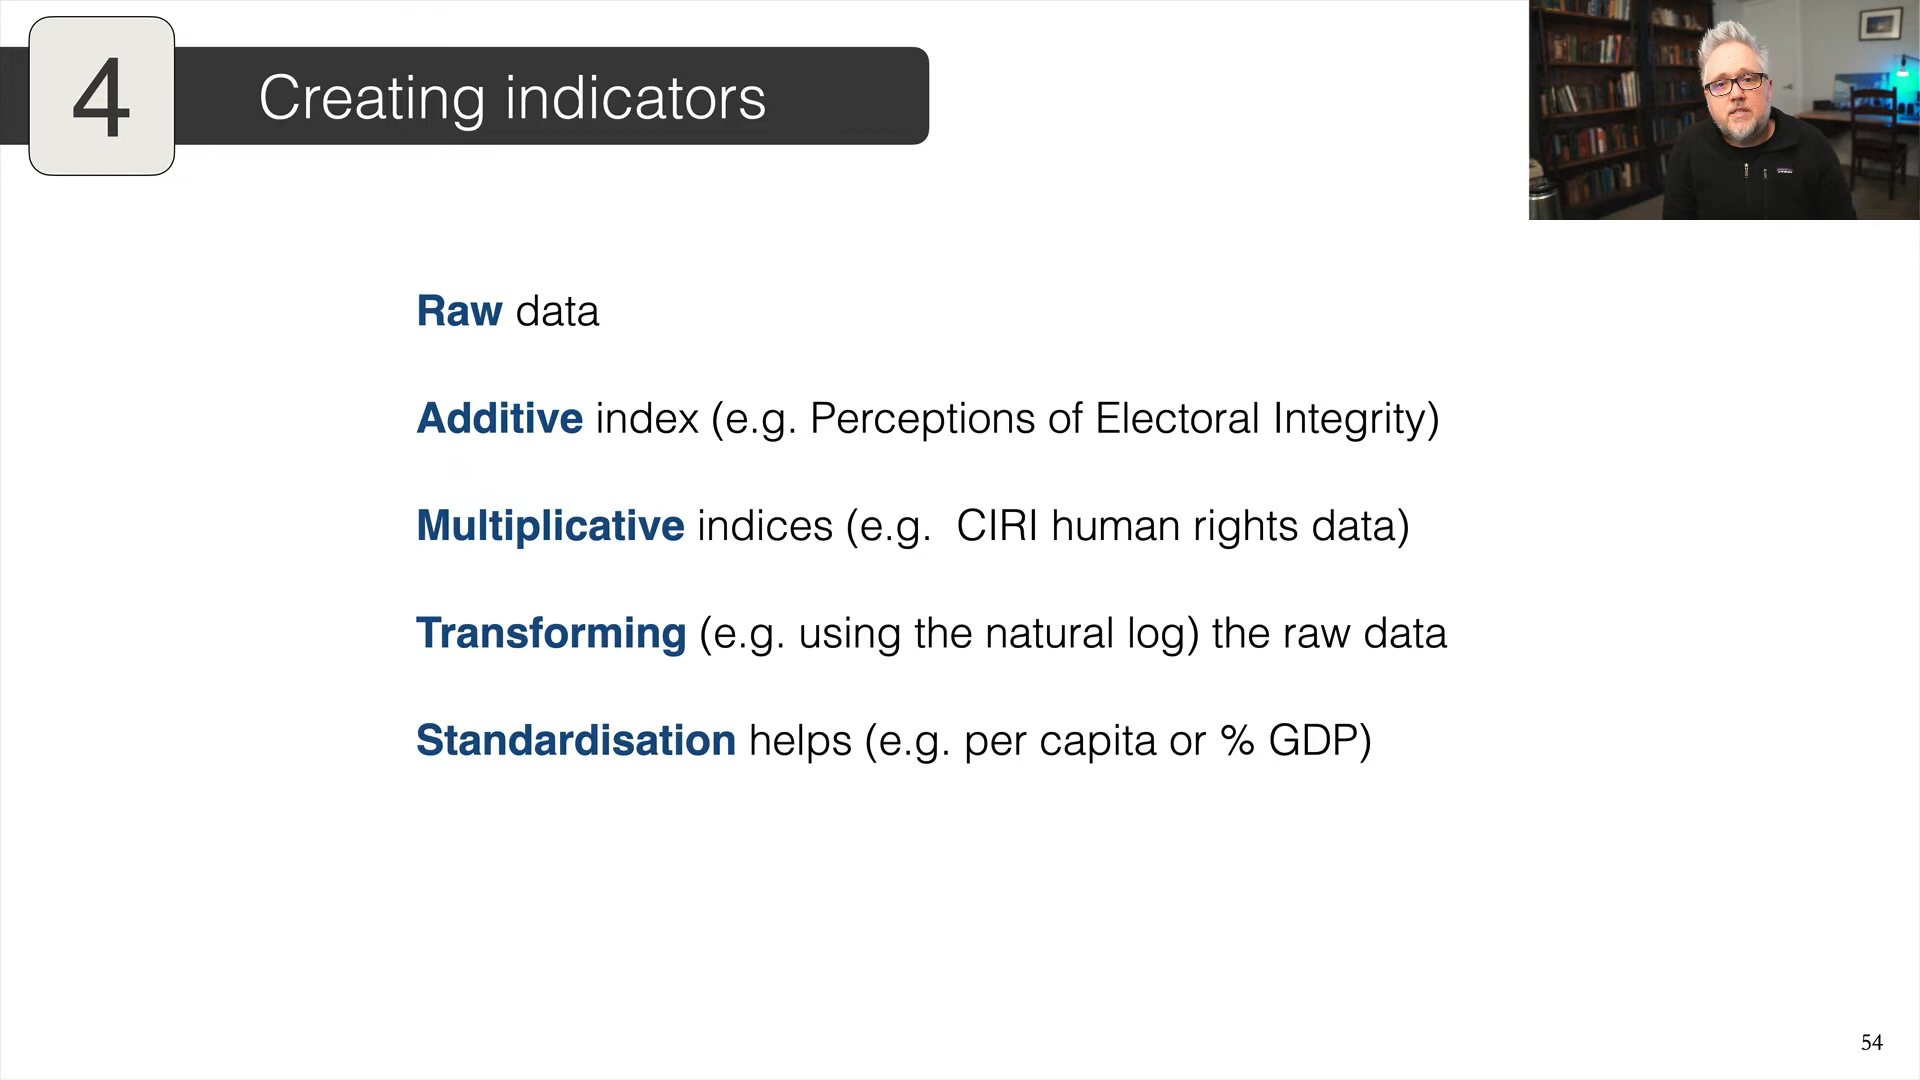 4
Creating indicators
Raw data
Additive index (e.g. Perceptions of Electoral Integrity)
Multiplicative indices (e.g.  CIRI human rights data)
Transforming (e.g. using the natural log) the raw data
Standardisation helps (e.g. per capita or % GDP)
54